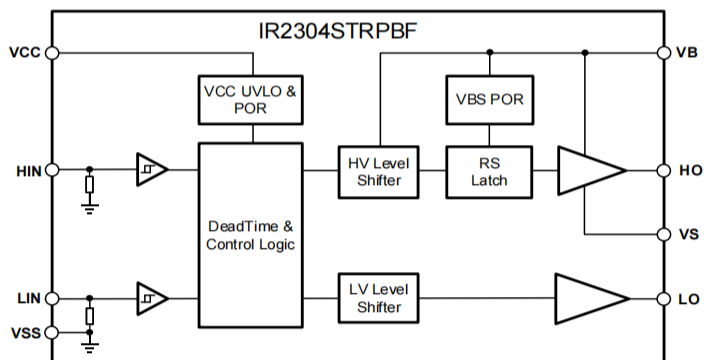 IR2304STRPBF
VCC
VB
VCC UVLO &
POR
VBS POR
HIN
HV Level
Shifter
RS
Latch
HO
DeadTime &
Control Logic
VS
LIN
LV Level
Shifter
LO
VSS